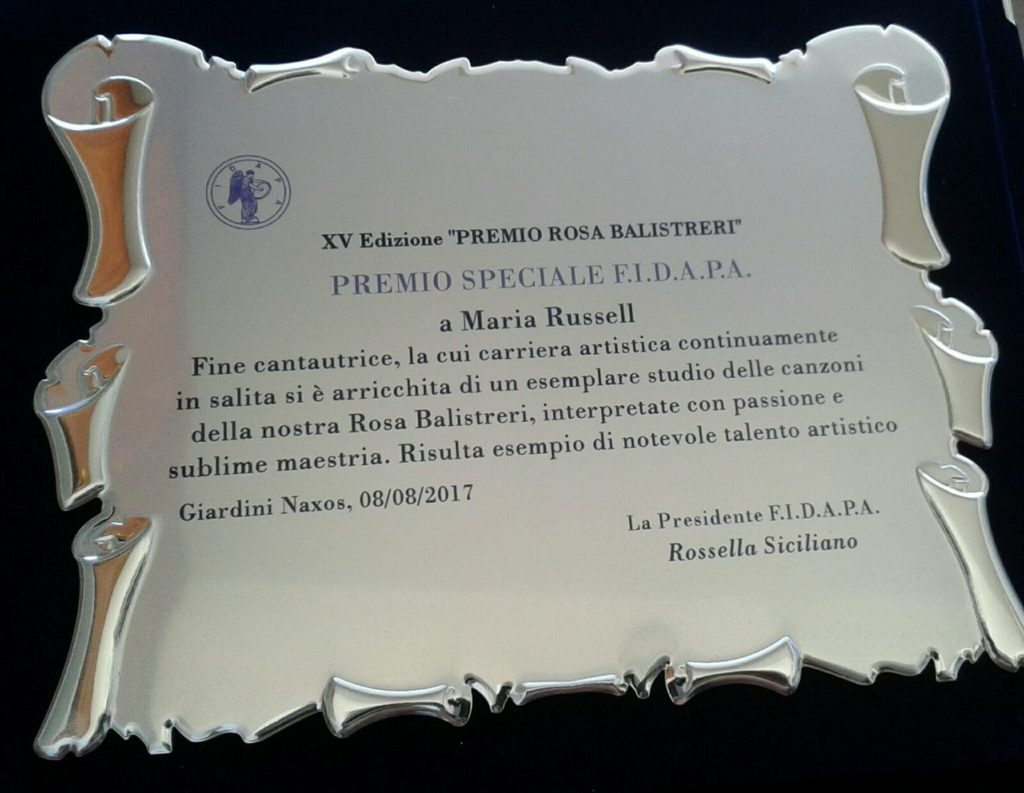 F I D A P A
XV Edizione "PREMIO ROSA BALISTRERI"
PREMIO SPECIALE F.I.D.A.P.A.
a Maria Russell
Fine cantautrice, la cui carriera artistica continuamente
in salita si è arricchita di un esemplare studio delle canzoni
della nostra Rosa Balistreri, interpretate con passione e
sublime maestria. Risulta esempio di notevole talento artistico
Giardini Naxos, 08/08/2017
La Presidente F.I.D.A.P.A.
Rossella Siciliano